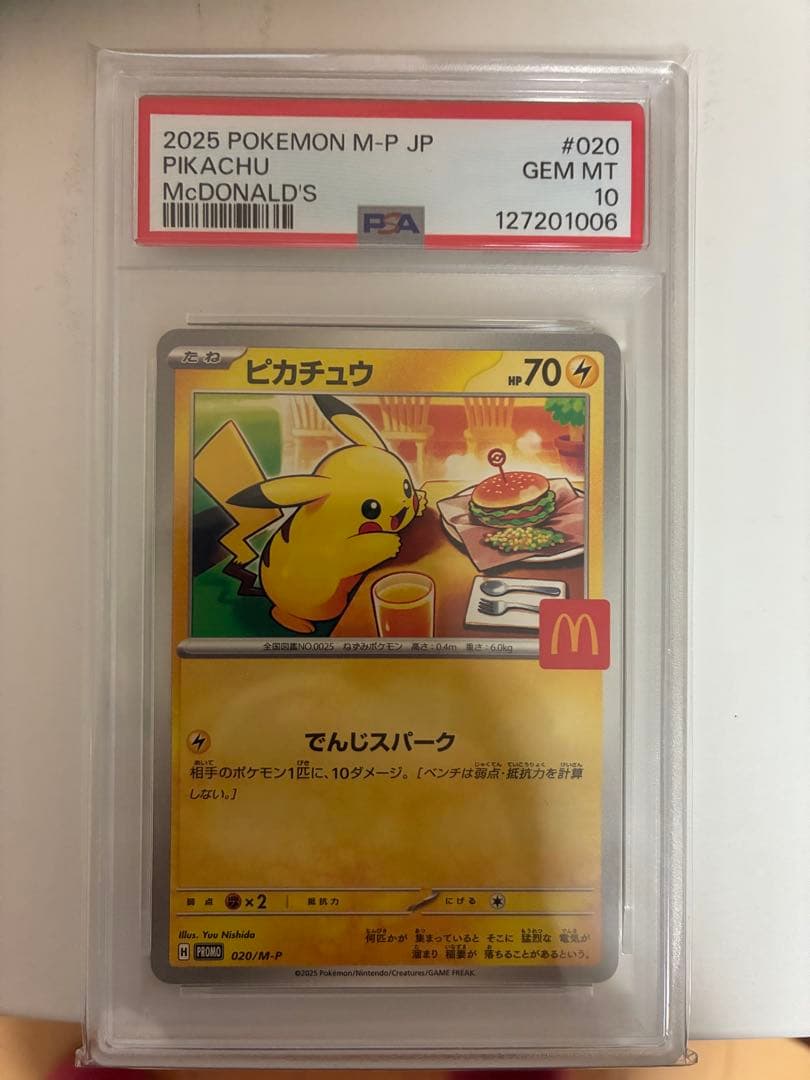 2025 POKEMON M-P JP
#020
PIKACHU
GEM MT
McDONALD'S
10
PSA
127201006
たね
ピカチュウ
HP70
M
全国図鑑NO.0025 ねずみポケモン 高さ:0.4m 重さ:6.0kg
でんじスパーク
相手のポケモン1匹に、10ダメージ。[ベンチは弱点・抵抗力を計算
しない。]
弱点 ×2 抵抗力 にげる
Illus. Yuu Nishida
何匹かが 集まっていると そこに 猛烈な 電気が
溜まり 稲妻が 落ちることがあるという。
H PROMO 020/M-P
©2025 Pokémon/Nintendo/Creatures/GAME FREAK.